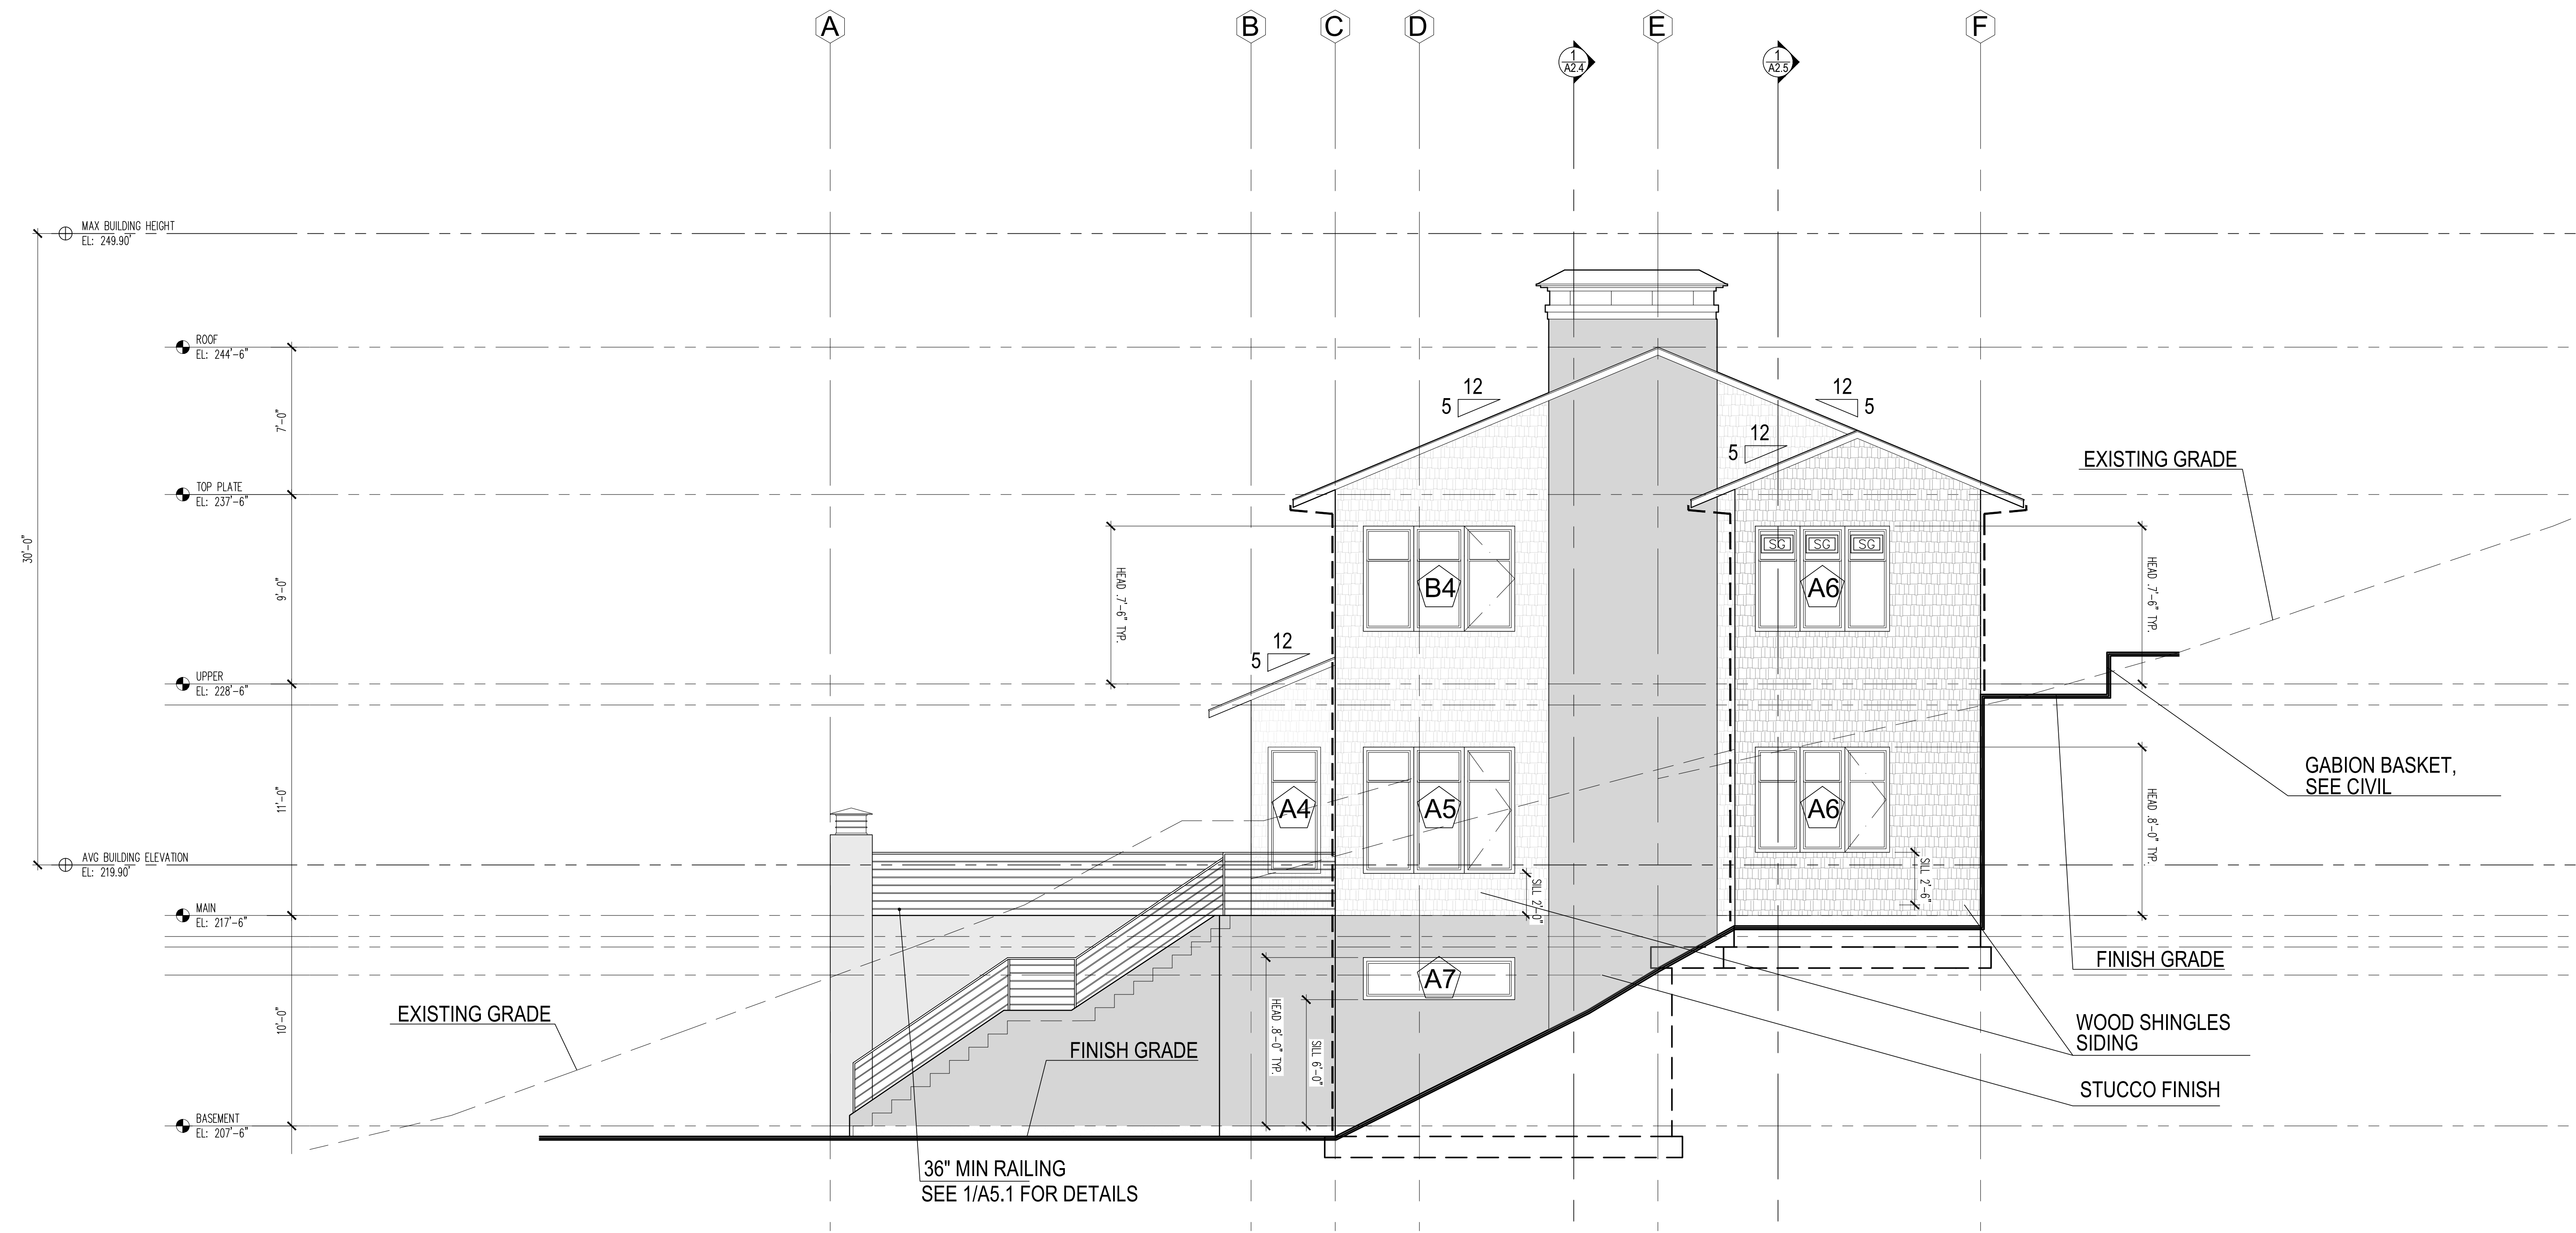 A
B
C
D
E
F
1
A2.4
1
A2.5
MAX BUILDING HEIGHT
EL: 249.90'
ROOF
EL: 244'-6"
12
5
12
5
7'-0"
12
5
EXISTING GRADE
TOP PLATE
EL: 237'-6"
30'-0"
9'-0"
HEAD .7'-6" TYP.
B4
SG
SG
SG
A6
HEAD .7'-6" TYP.
12
5
UPPER
EL: 228'-6"
GABION BASKET,
SEE CIVIL
11'-0"
A4
A5
A6
HEAD .8'-0" TYP.
AVG BUILDING ELEVATION
EL: 219.90'
SILL 2'-0"
SILL 2'-6"
MAIN
EL: 217'-6"
FINISH GRADE
A7
EXISTING GRADE
10'-0"
HEAD .8'-0" TYP.
SILL 6'-0"
WOOD SHINGLES
SIDING
FINISH GRADE
STUCCO FINISH
BASEMENT
EL: 207'-6"
36" MIN RAILING
SEE 1/A5.1 FOR DETAILS